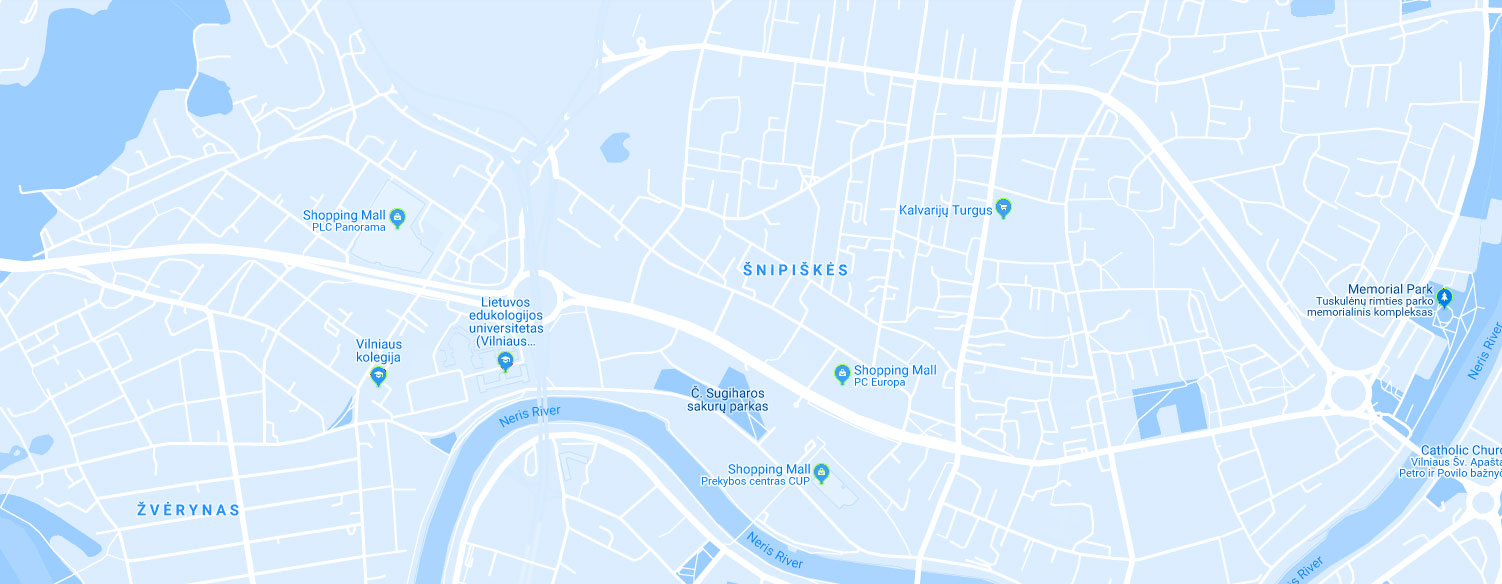 Shopping Mall
PLC Panorama
Kalvarijų Turgus
ŠNIPIŠKĖS
Memorial Park
Tuskulėnų rimties parko
memorialinis kompleksas
Lietuvos
edukologijos
universitetas
(Vilniaus...
Vilniaus
kolegija
Neris River
Shopping Mall
PC Europa
Č. Sugiharos
sakurų parkas
Neris River
Catholic Churc
Vilniaus Šv. Apašta
Petro ir Povilo bažnyč
Shopping Mall
Prekybos centras CUP
ŽVĖRYNAS
Neris River
Neris River